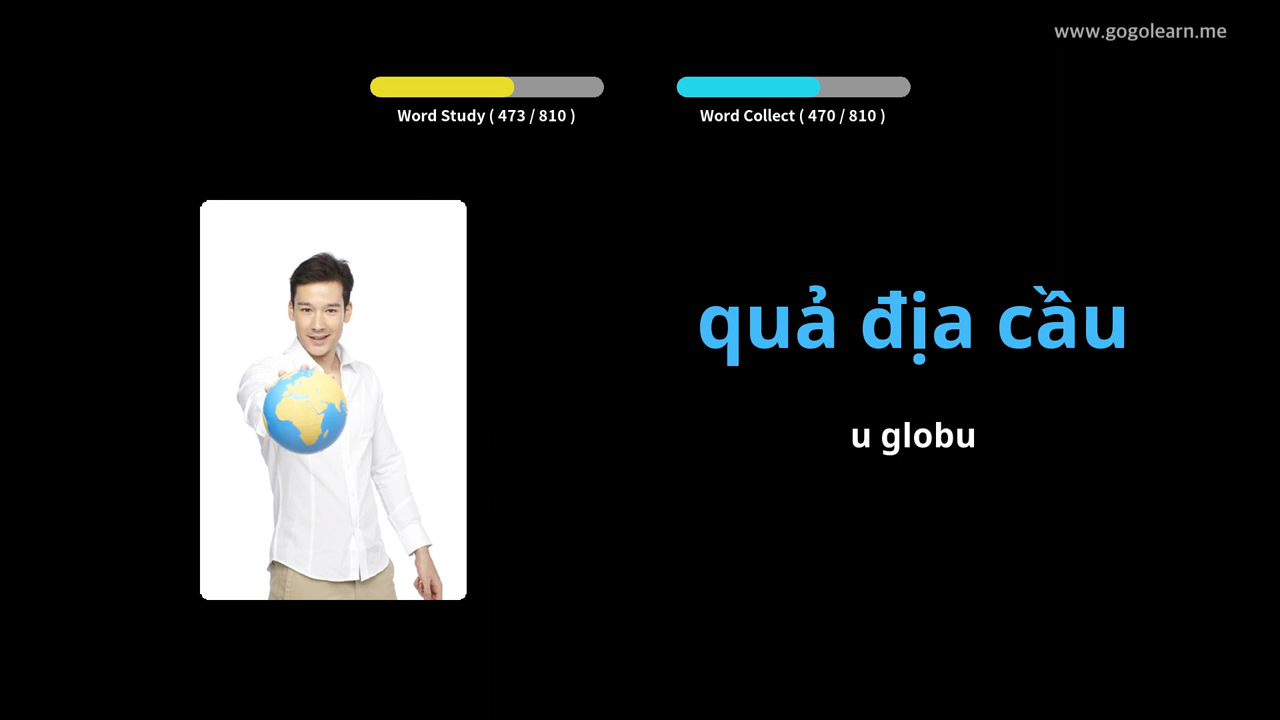 www.gogolearn.me
Word Study ( 473 / 810 )
Word Collect ( 470 / 810 )
quả địa cầu
u globu